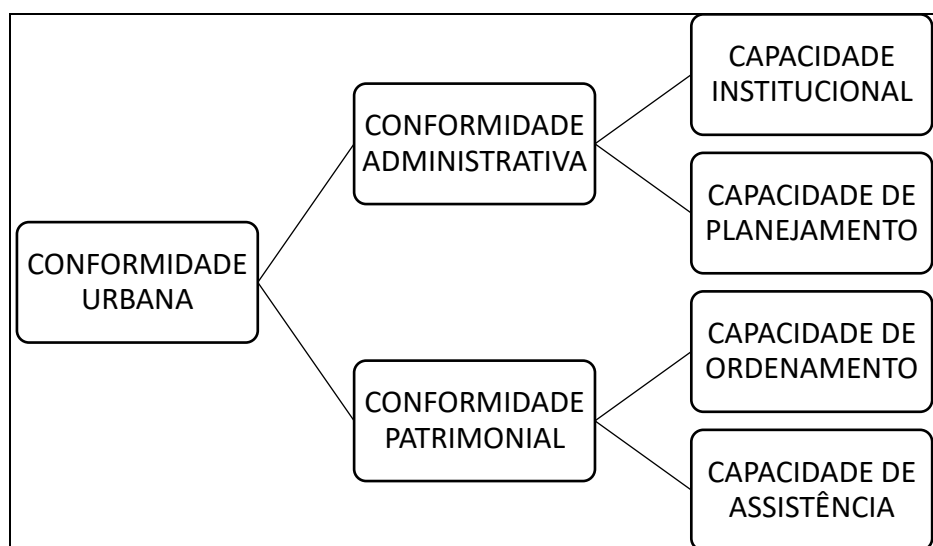 CONFORMIDADE
URBANA
CONFORMIDADE
ADMINISTRATIVA
CAPACIDADE
INSTITUCIONAL
CAPACIDADE DE
PLANEJAMENTO
CONFORMIDADE
PATRIMONIAL
CAPACIDADE DE
ORDENAMENTO
CAPACIDADE DE
ASSISTÊNCIA